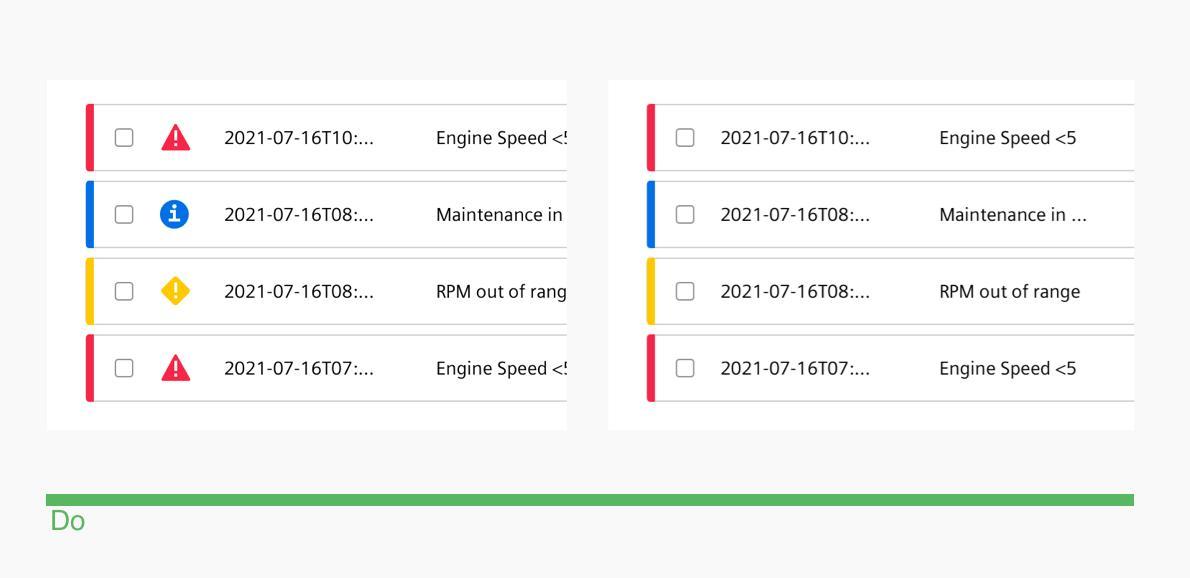 2021-07-16T10:... Engine Speed <5
2021-07-16T08:... Maintenance in
2021-07-16T08:... RPM out of rang
2021-07-16T07:... Engine Speed <5
2021-07-16T10:... Engine Speed <5
2021-07-16T08:... Maintenance in ...
2021-07-16T08:... RPM out of range
2021-07-16T07:... Engine Speed <5
Do